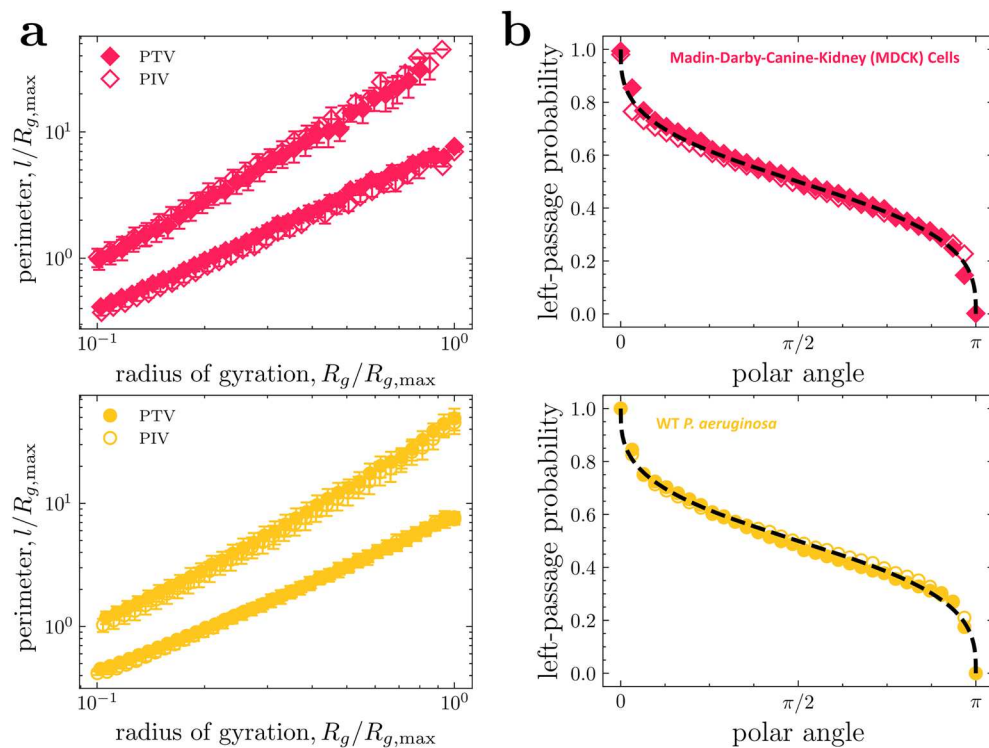 a
PTV
PIV
perimeter, l/R_{g,max}
10^1
10^0
10^{-1}
10^0
radius of gyration, R_g/R_{g,max}
b
Madin-Darby-Canine-Kidney (MDCK) Cells
left-passage probability
1.0
0.8
0.6
0.4
0.2
0.0
0
π/2
π
polar angle
PTV
PIV
perimeter, l/R_{g,max}
10^1
10^0
10^{-1}
10^0
radius of gyration, R_g/R_{g,max}
WT P. aeruginosa
left-passage probability
1.0
0.8
0.6
0.4
0.2
0.0
0
π/2
π
polar angle